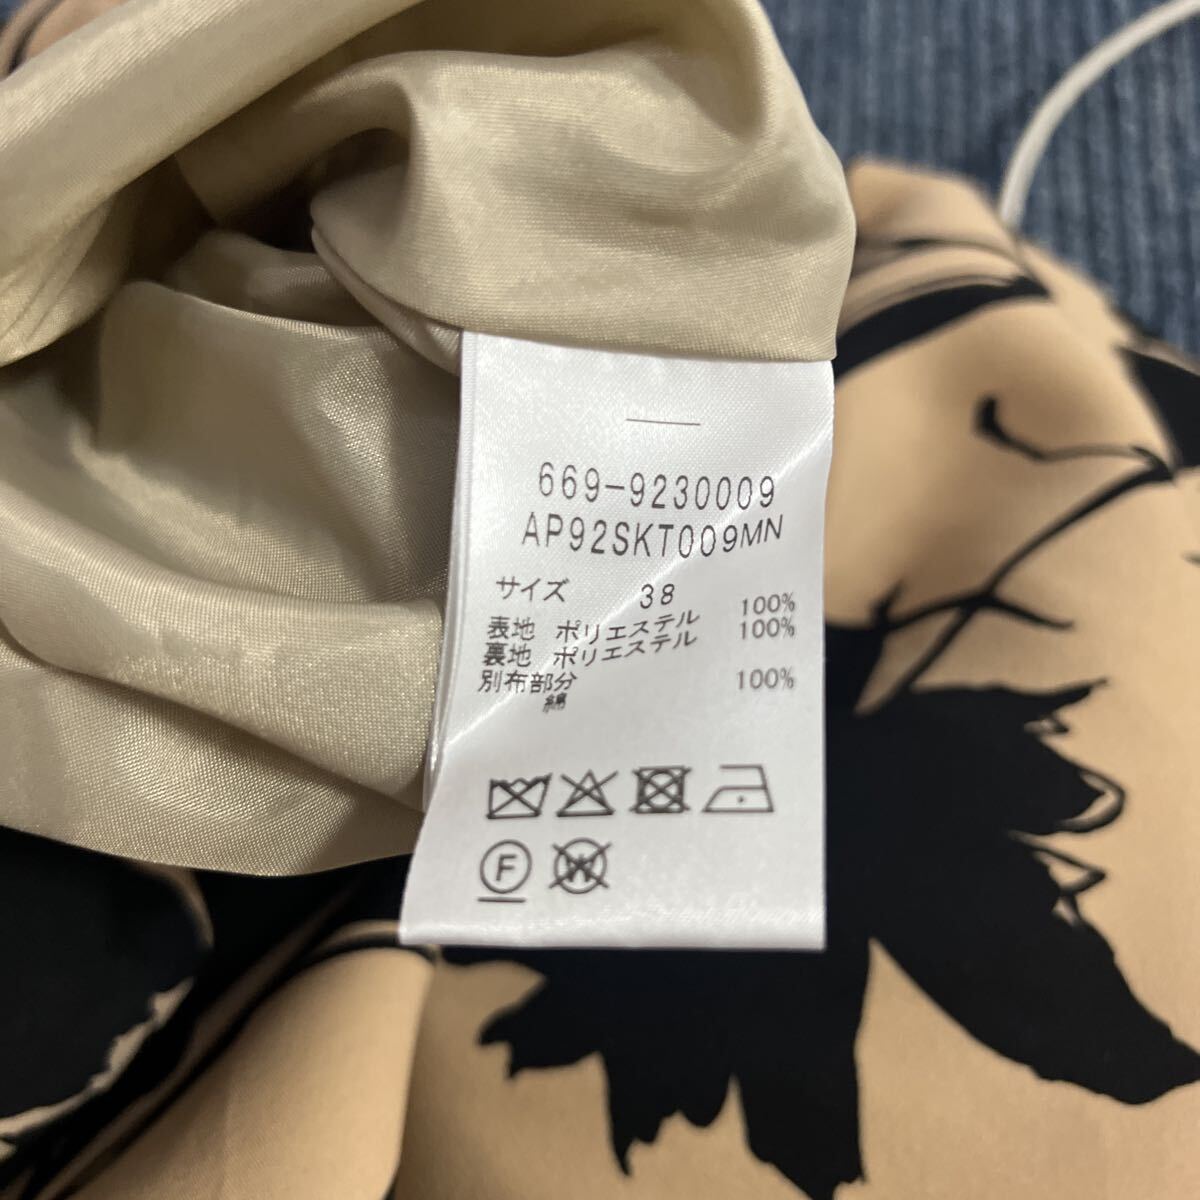 669-9230009
AP92SKT009MN
サイズ 38
表地 ポリエステル 100%
裏地 ポリエステル 100%
別布部分
綿 100%
F W